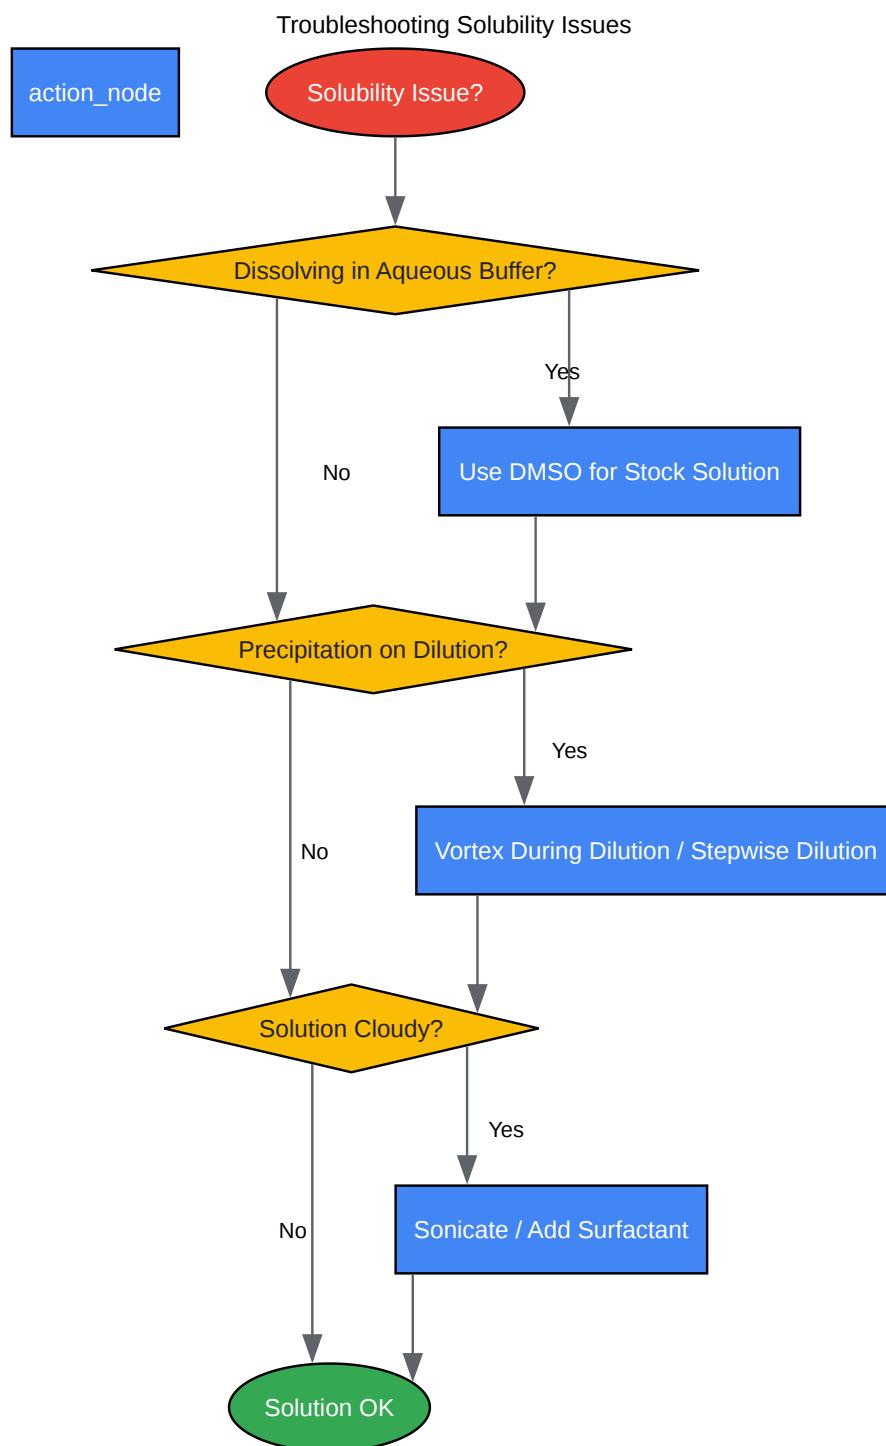 Troubleshooting Solubility Issues
action_node
Solubility Issue?
Dissolving in Aqueous Buffer?
Yes
Use DMSO for Stock Solution
No
Precipitation on Dilution?
Yes
Vortex During Dilution / Stepwise Dilution
No
Solution Cloudy?
Yes
Sonicate / Add Surfactant
No
Solution OK